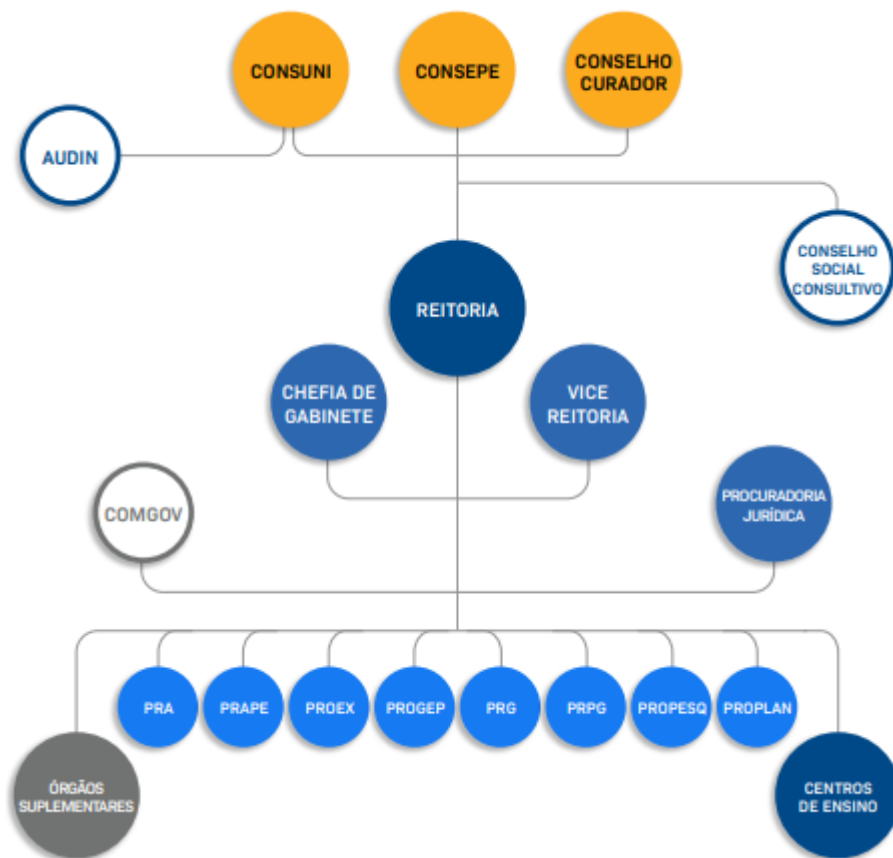 CONSUNI
CONSEPE
CONSELHO
CURADOR
AUDIN
CONSELHO
SOCIAL
CONSULTIVO
REITORIA
CHEFIA DE
GABINETE
VICE
REITORIA
COMGOV
PROCURADORIA
JURÍDICA
PRA
PRAPE
PROEX
PROGEP
PRG
PRPG
PROPESQ
PROPLAN
ÓRGÃOS
SUPLEMENTARES
CENTROS
DE ENSINO